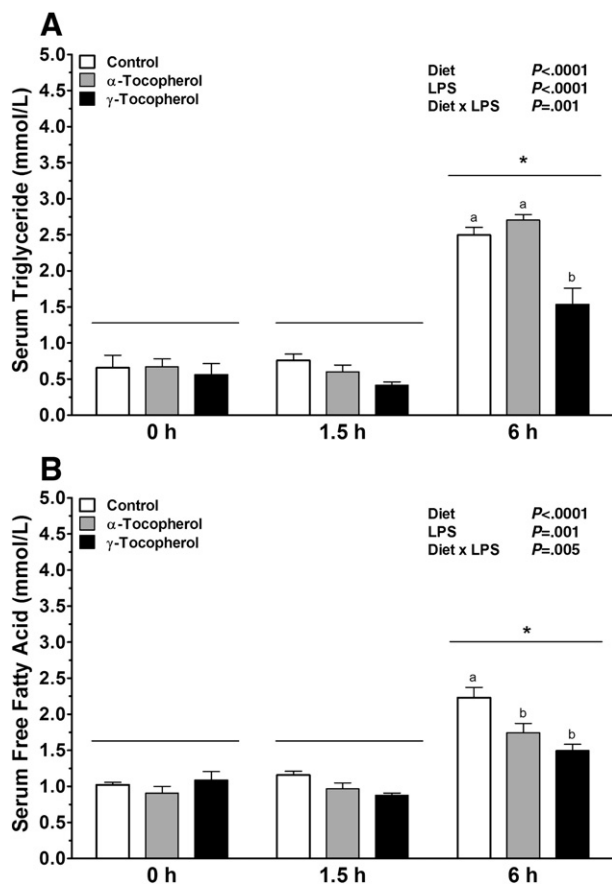 A
Control
α-Tocopherol
γ-Tocopherol
Diet P<.0001
LPS P<.0001
Diet x LPS P=.001
Serum Triglyceride (mmol/L)
5.0
4.5
4.0
3.5
3.0
2.5
2.0
1.5
1.0
0.5
0.0
*
a
a
b
0 h 1.5 h 6 h
B
Control
α-Tocopherol
γ-Tocopherol
Diet P<.0001
LPS P=.001
Diet x LPS P=.005
Serum Free Fatty Acid (mmol/L)
5.0
4.5
4.0
3.5
3.0
2.5
2.0
1.5
1.0
0.5
0.0
*
a
b
b
0 h 1.5 h 6 h